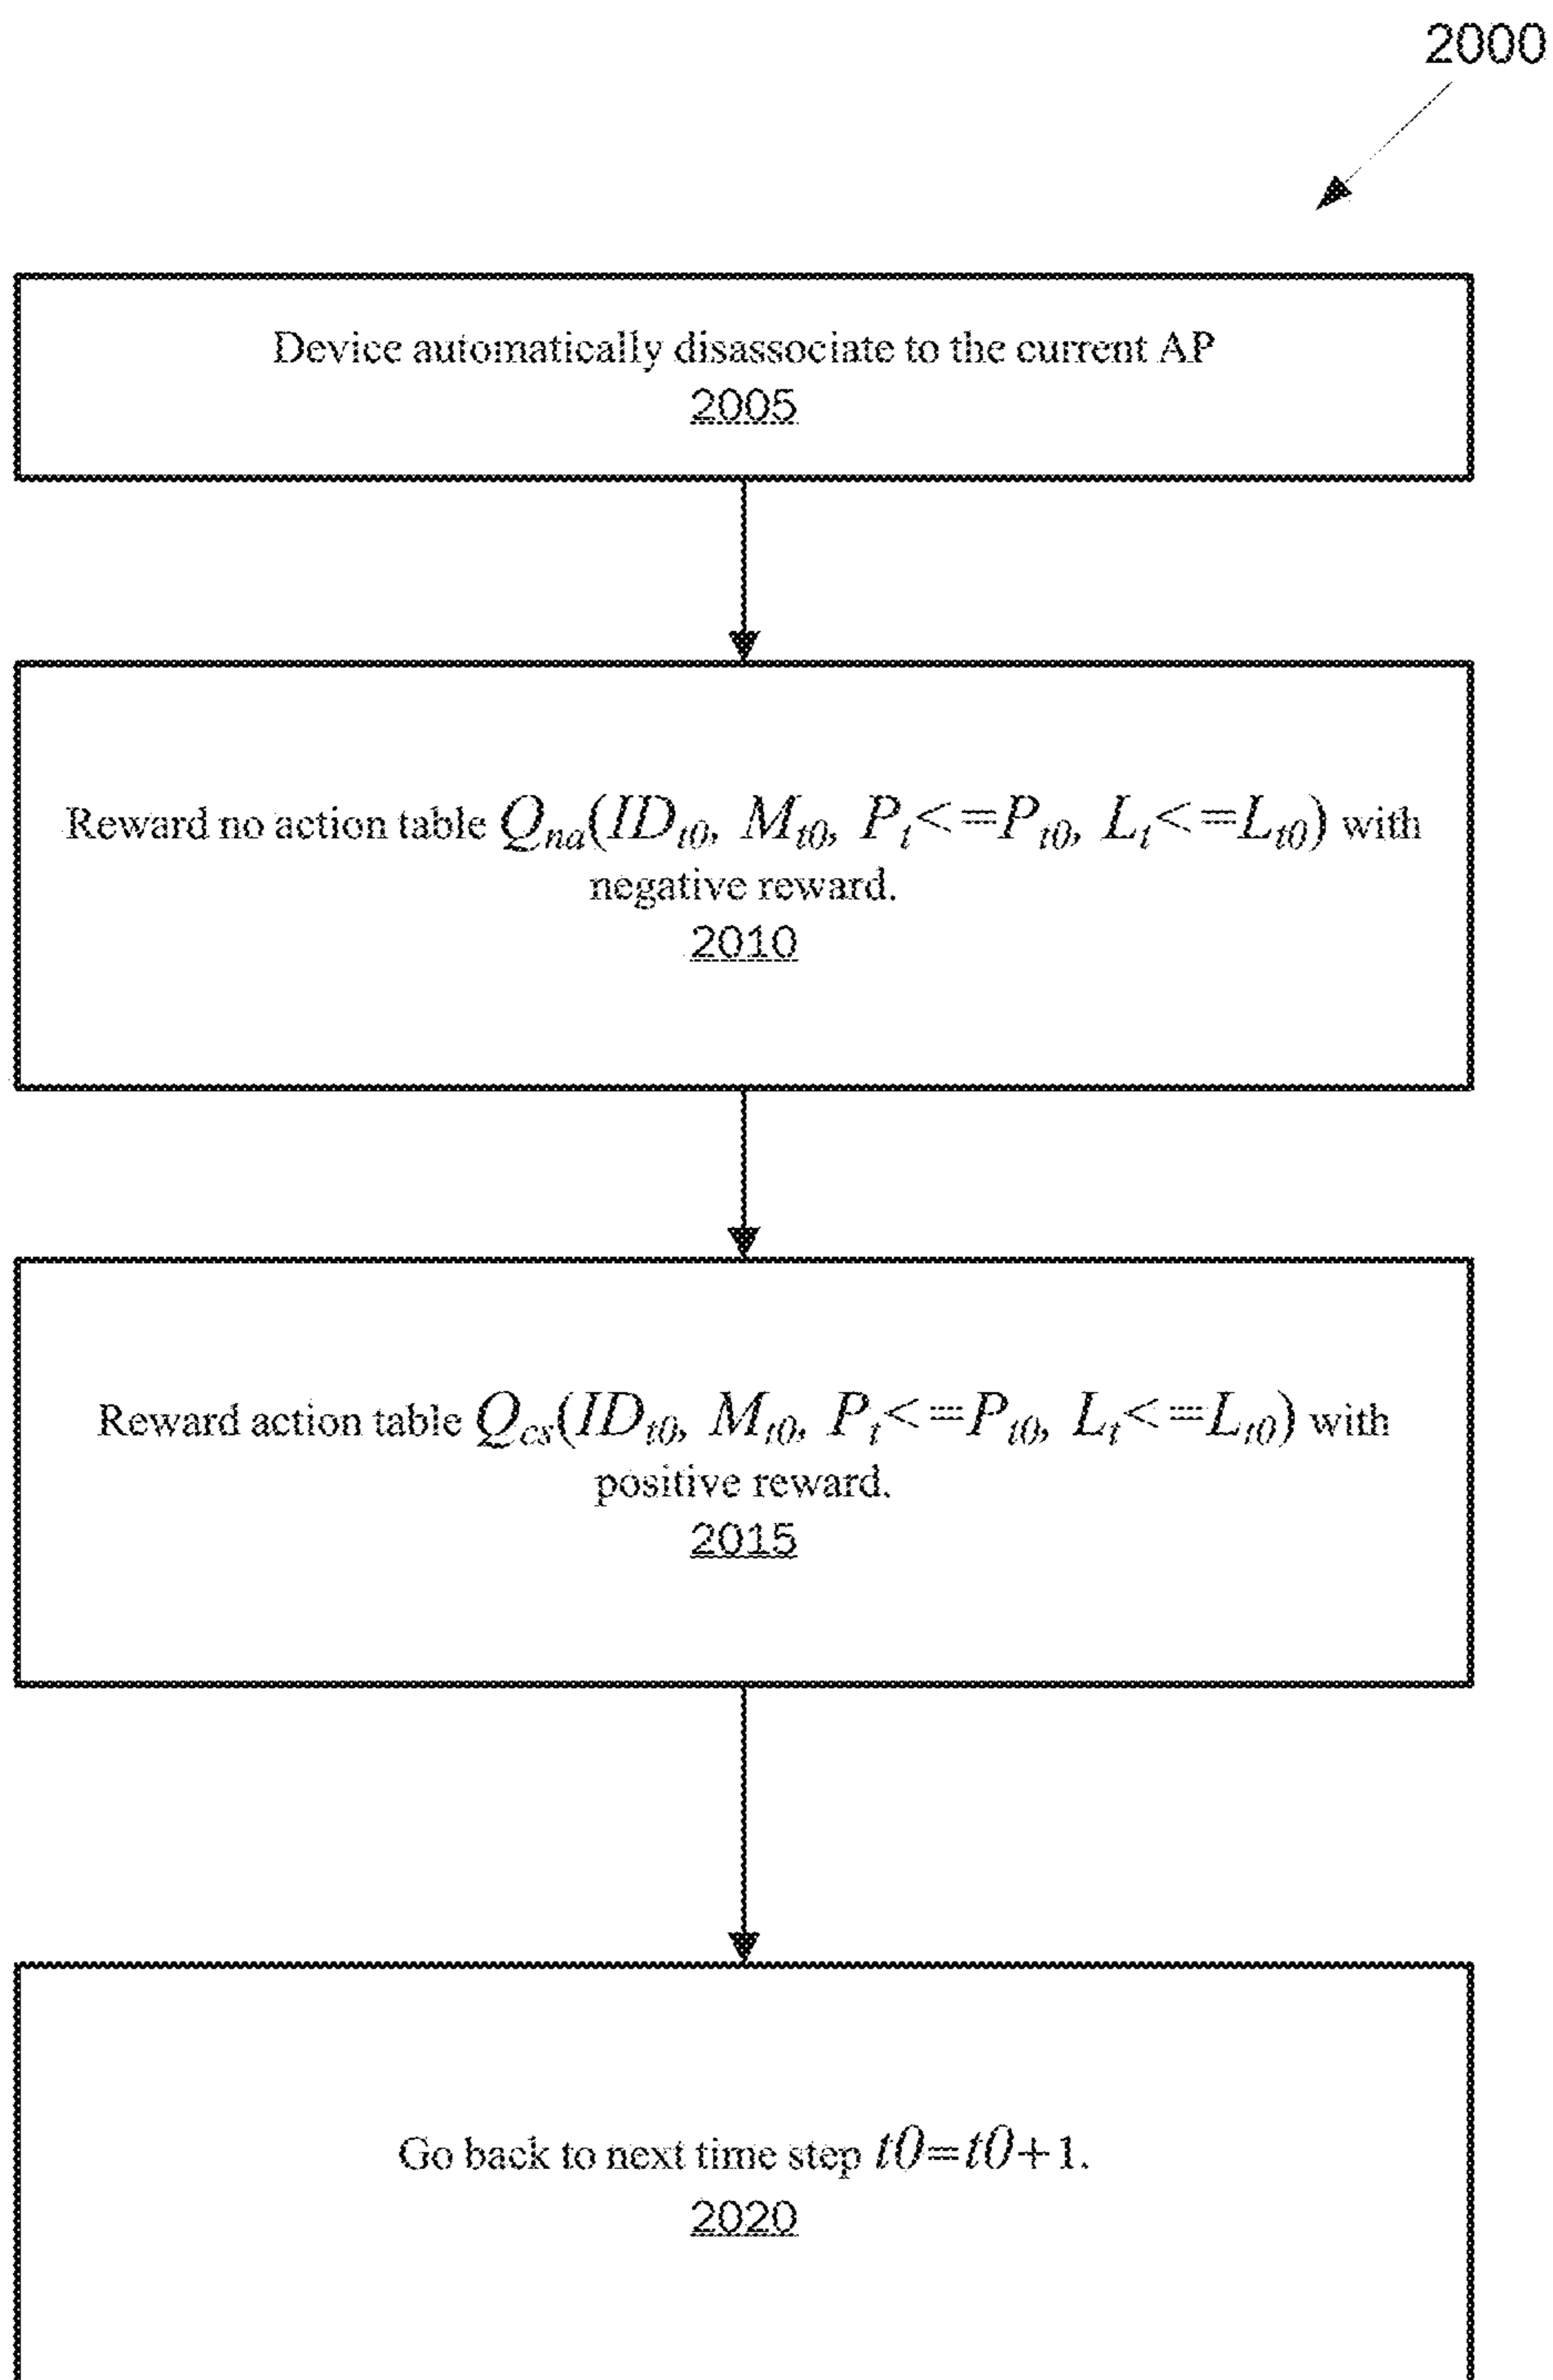 2000
Device automatically disassociate to the current AP
2005
Reward no action table Qna(IDt0, Mt0, Pt<=Pt0, Lt<=Lt0) with
negative reward.
2010
Reward action table Qcs(IDt0, Mt0, Pt<=Pt0, Lt<=Lt0) with
positive reward.
2015
Go back to next time step t0=t0+1.
2020